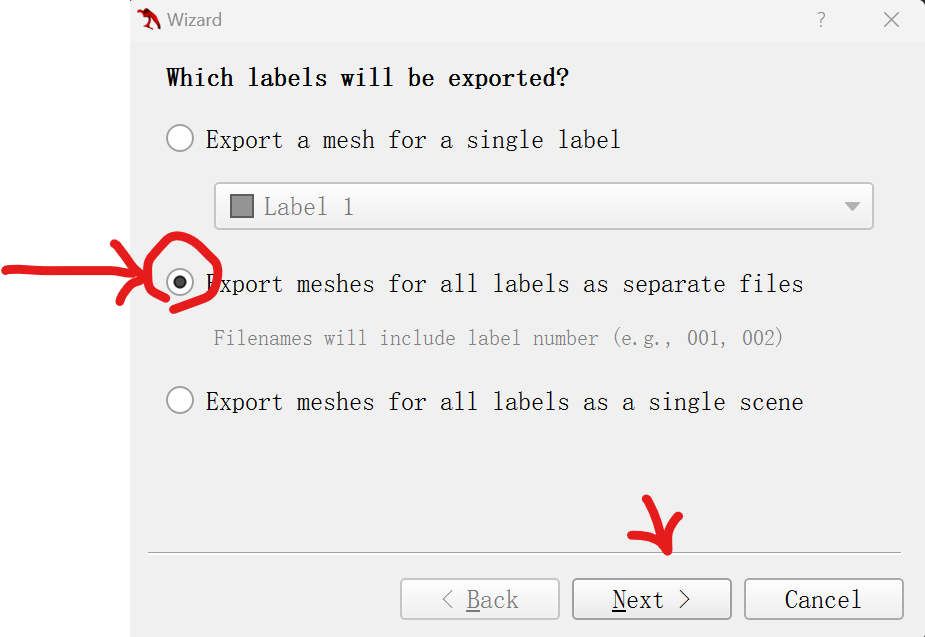 Wizard
Which labels will be exported?
Export a mesh for a single label
Label 1
Export meshes for all labels as separate files
Filenames will include label number (e.g., 001, 002)
Export meshes for all labels as a single scene
< Back
Next >
Cancel